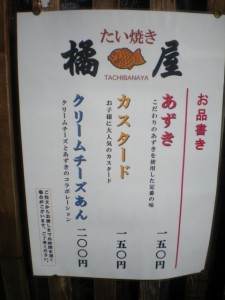 たい焼き
橘屋
TACHIBANAYA
お品書き
あずき 一五〇円
こだわりのあずきを使用した定番の味
カスタード 一五〇円
お子様に大人気のカスタード
クリームチーズあん 二〇〇円
クリームチーズとあずきのコラボレーション